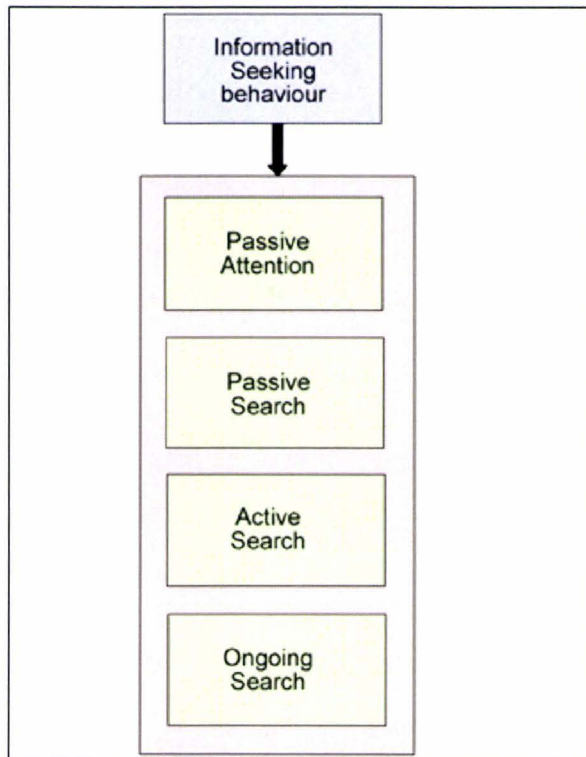 Information
Seeking
behaviour
Passive
Attention
Passive
Search
Active
Search
Ongoing
Search